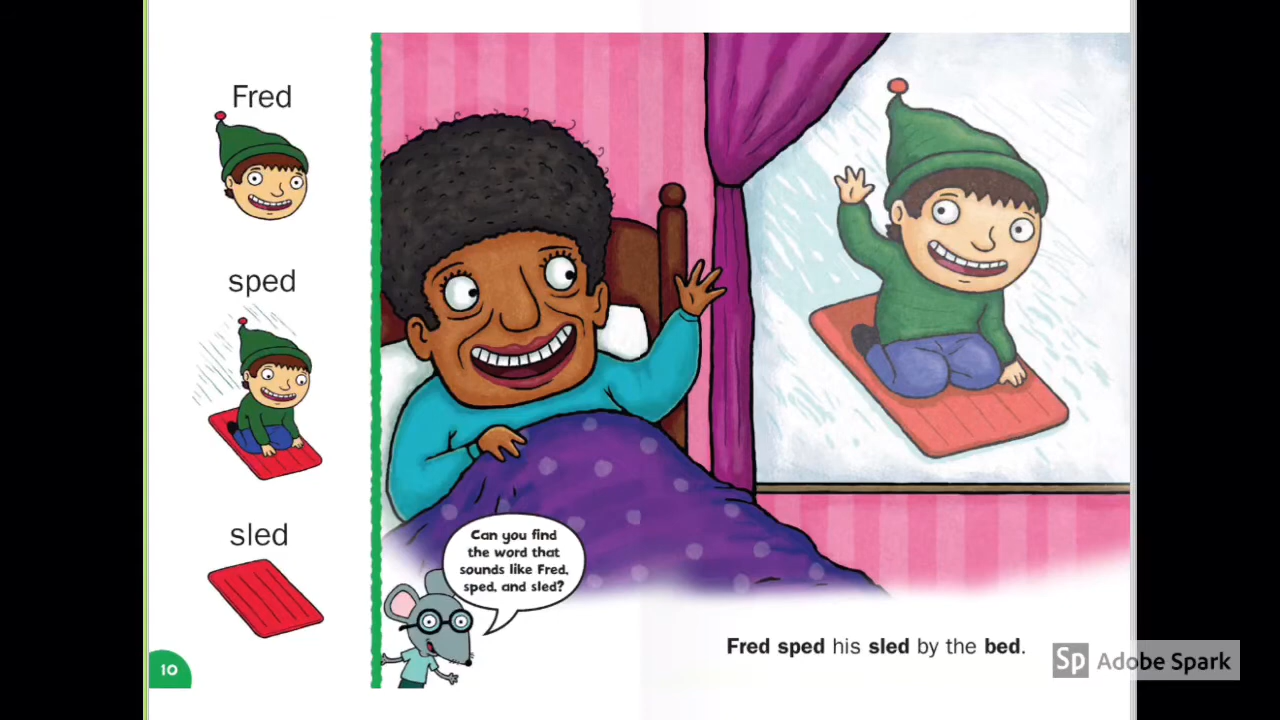 Fred
sped
sled
Can you find
the word that
sounds like Fred,
sped, and sled?
10
Fred sped his sled by the bed.
Sp Adobe Spark